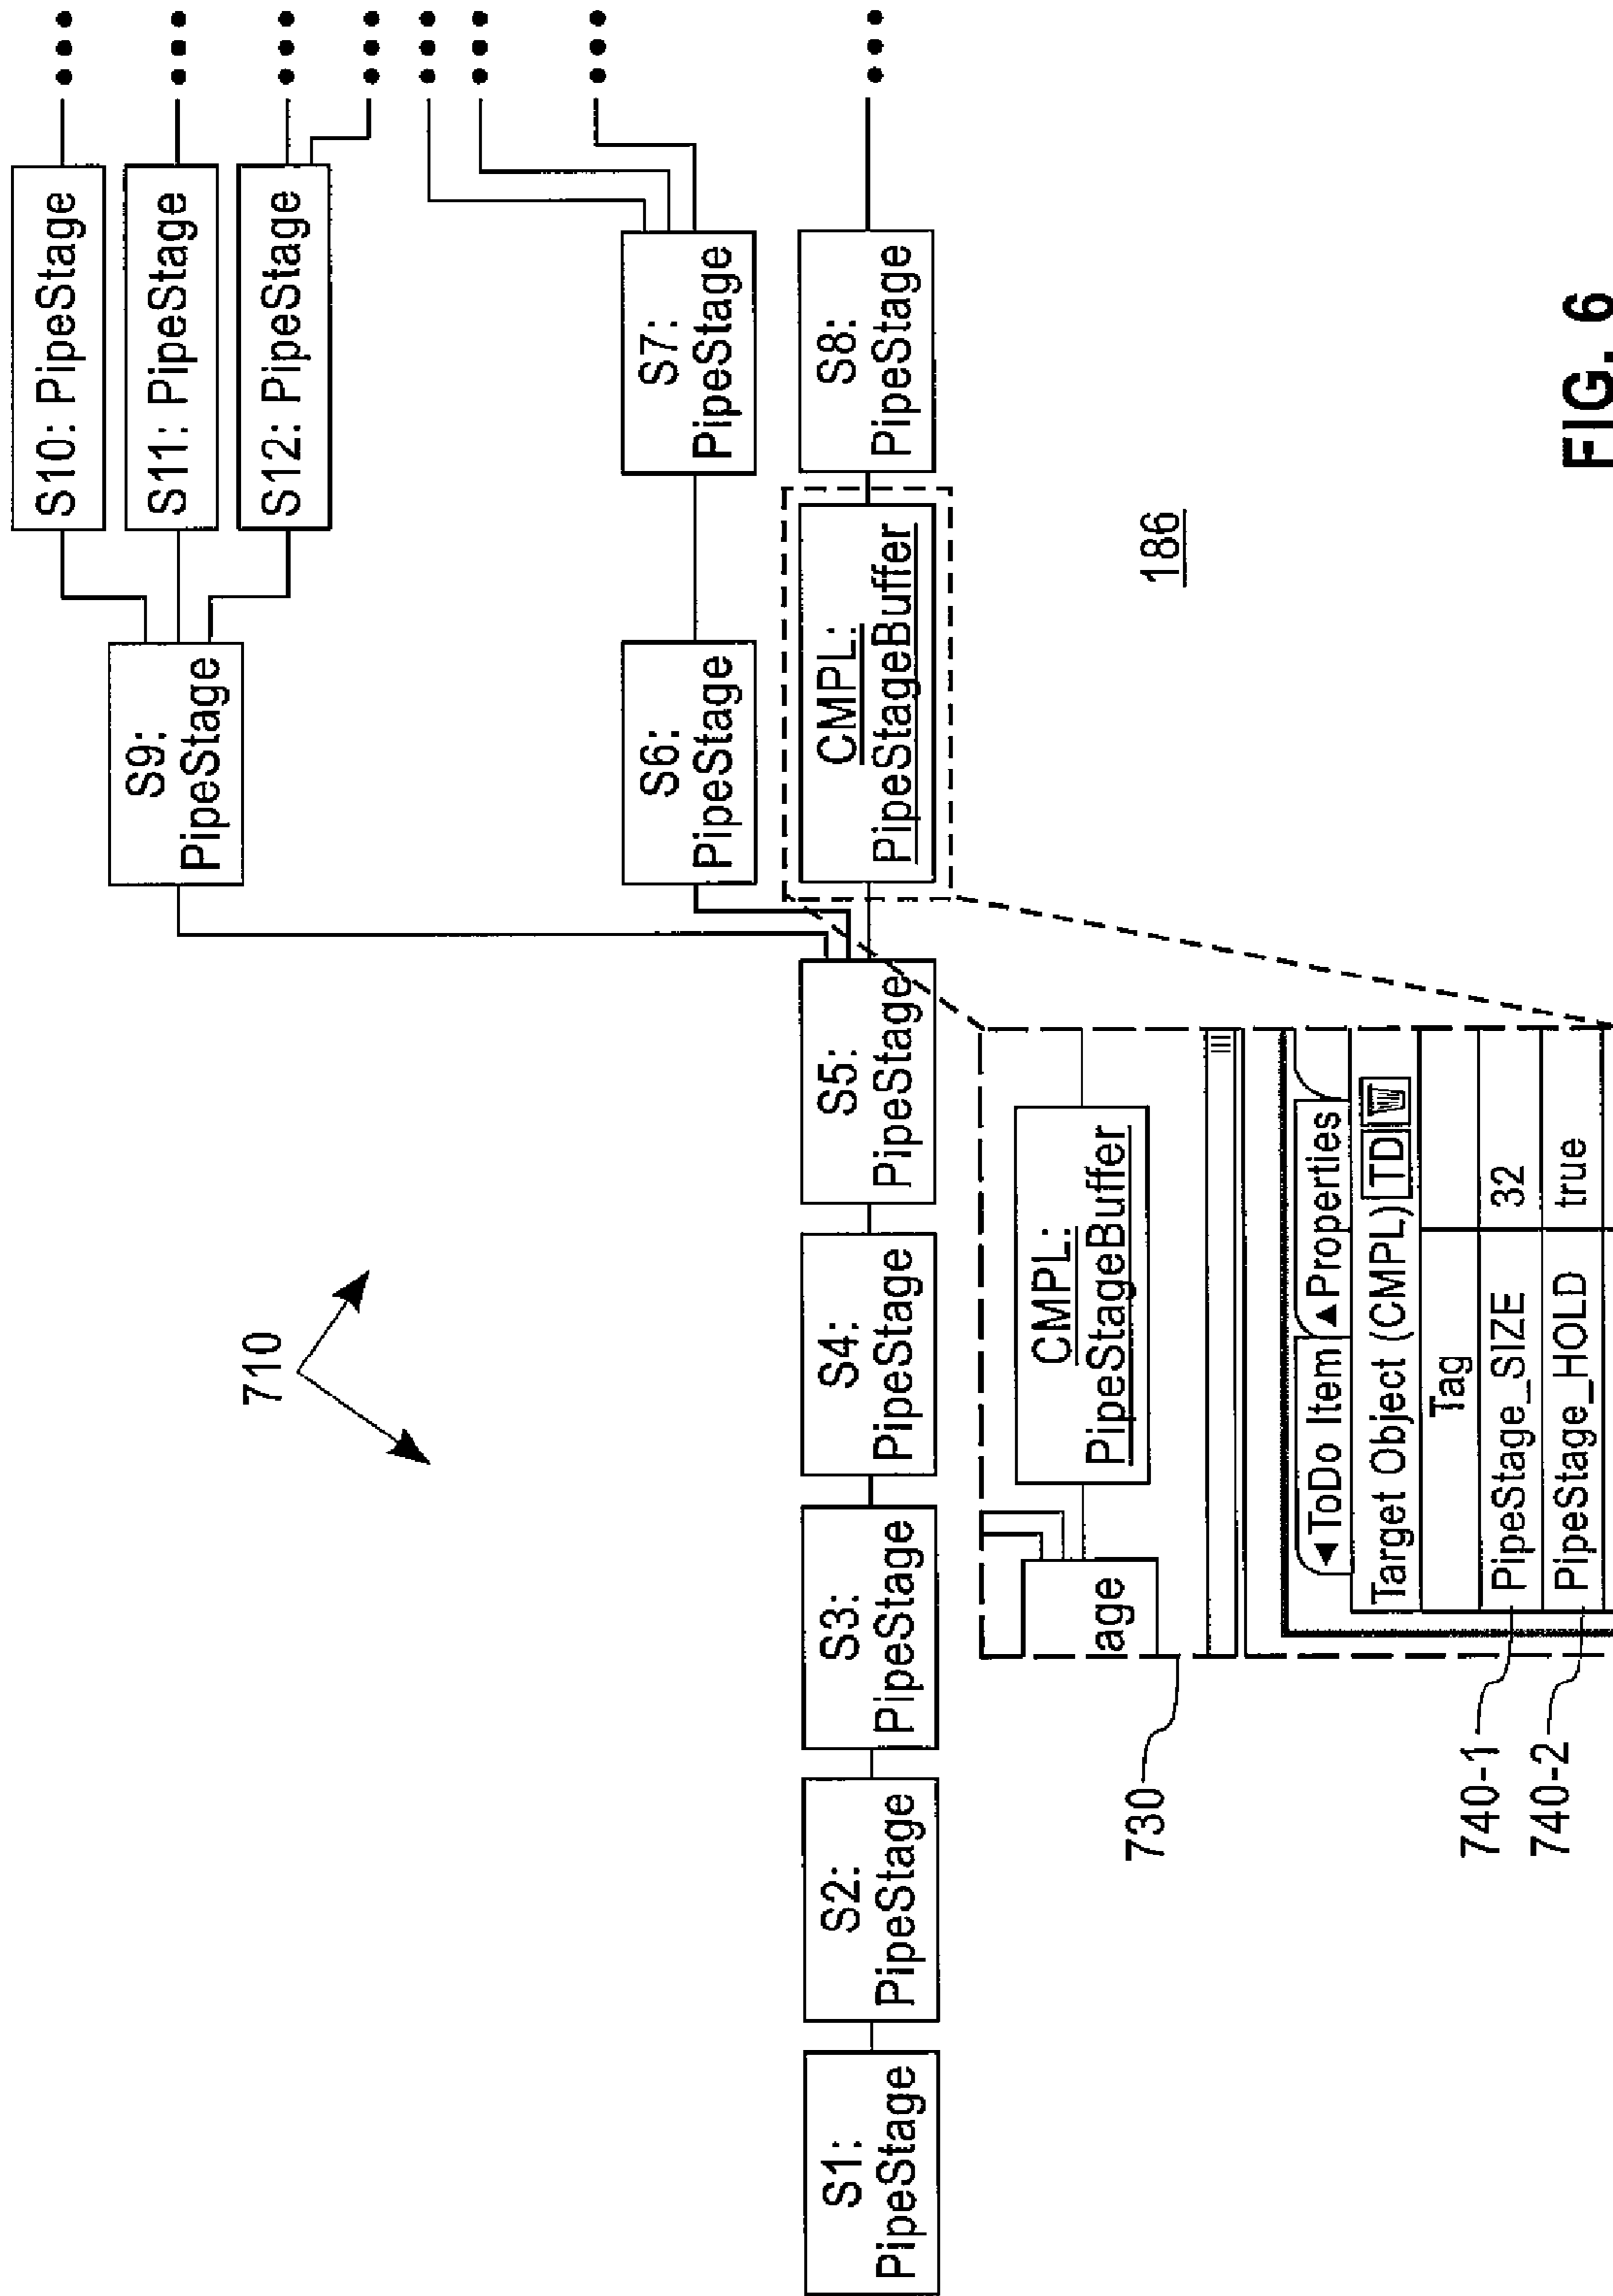 710
S10: PipeStage
S11: PipeStage
S12: PipeStage
S9:
PipeStage
S6:
PipeStage
S7:
PipeStage
S1:
PipeStage
S2:
PipeStage
S3:
PipeStage
S4:
PipeStage
S5:
PipeStage
CMPL:
PipeStageBuffer
S8:
PipeStage
730
age
CMPL:
PipeStageBuffer
186
ToDo Item
Properties
Target Object (CMPL) TD
Tag
740-1
PipeStage_SIZE
32
740-2
PipeStage_HOLD
true
FIG. 6